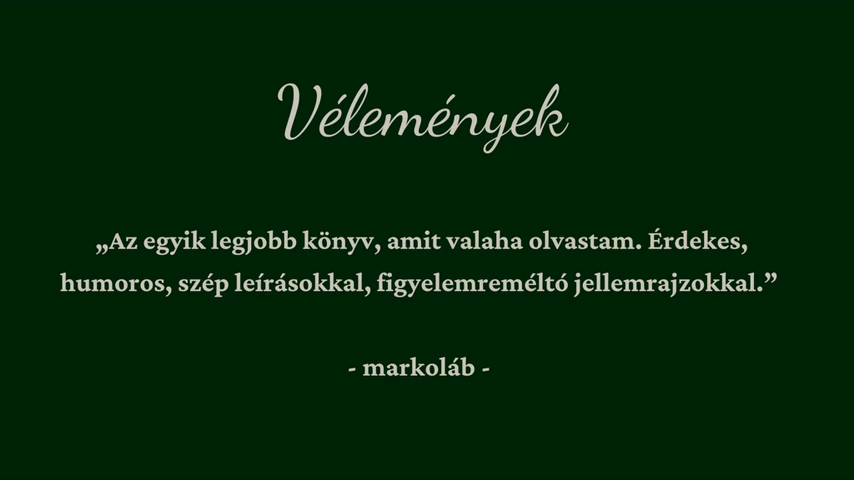 Vélemények
„Az egyik legjobb könyv, amit valaha olvastam. Érdekes,
humoros, szép leírásokkal, figyelemreméltó jellemrajzokkal.”
- markoláb -